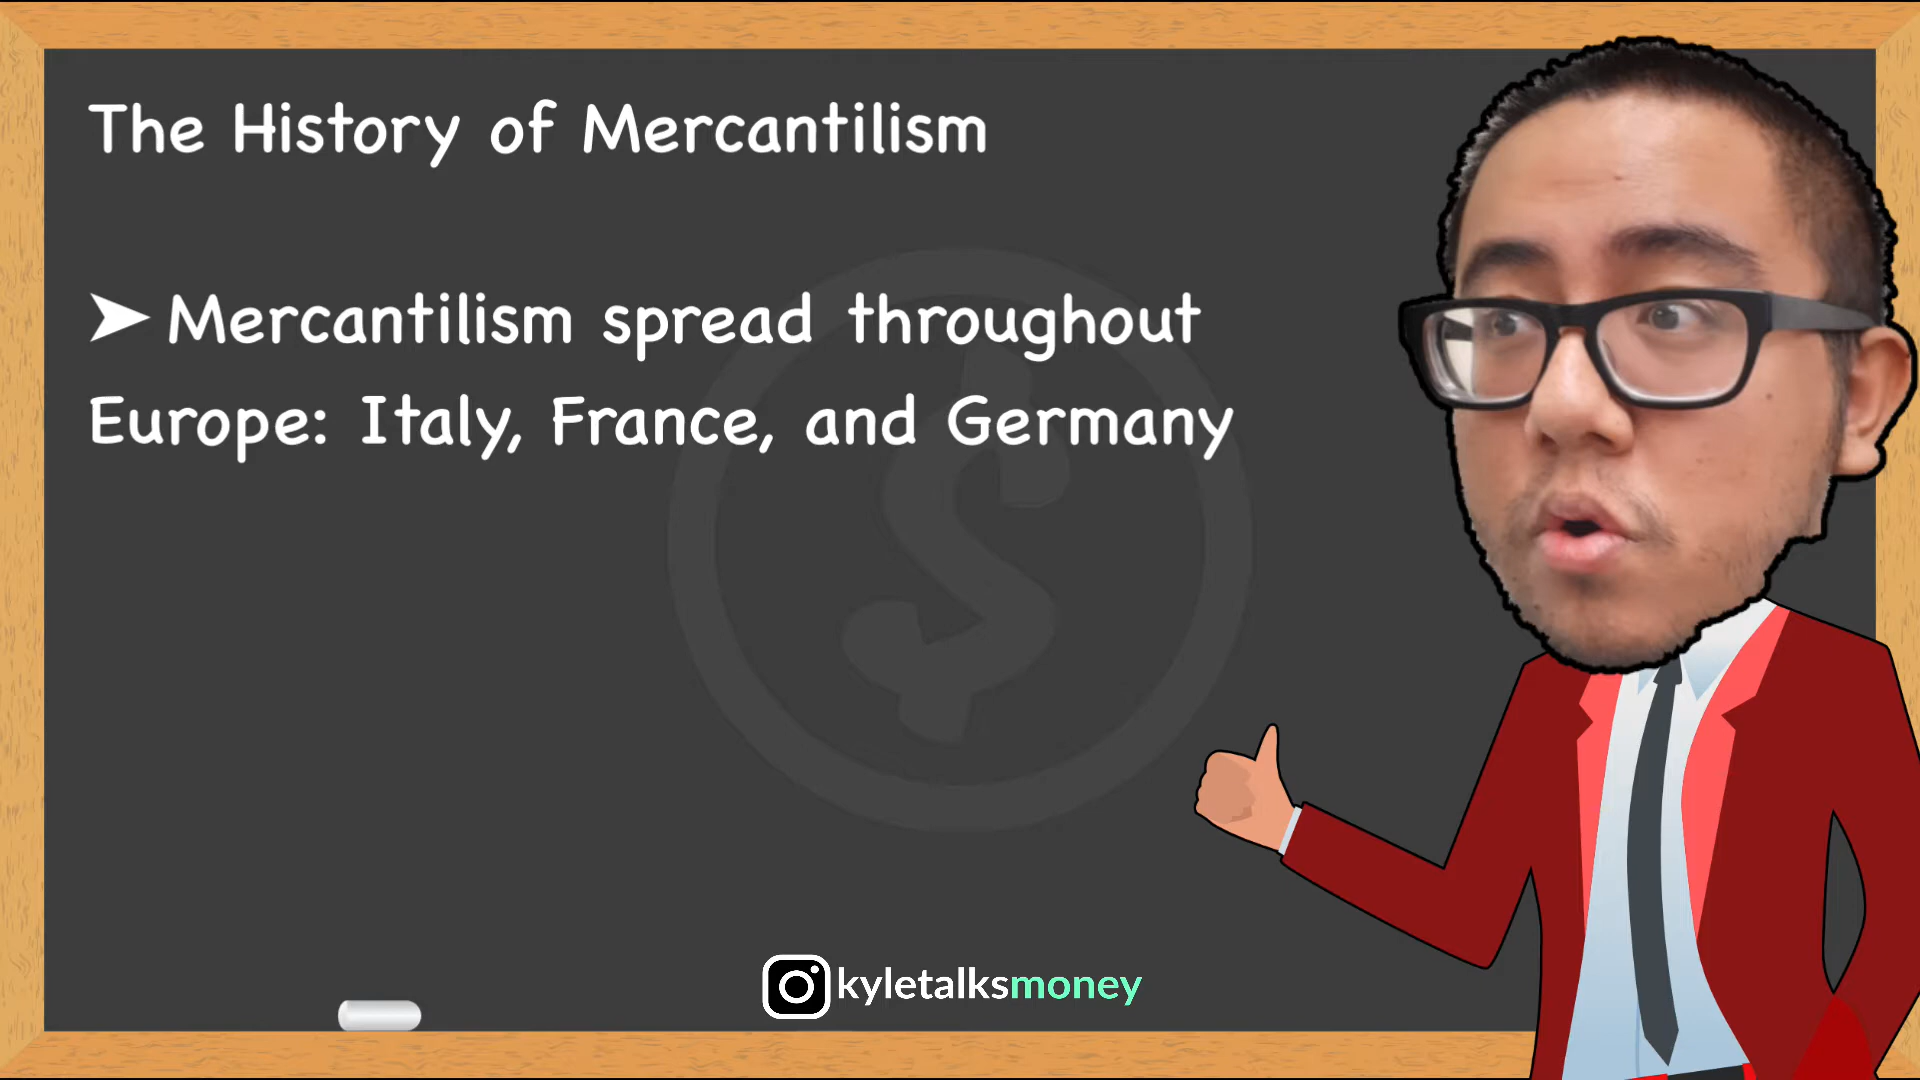 The History of Mercantilism
➤ Mercantilism spread throughout
Europe: Italy, France, and Germany
kyletalksmoney